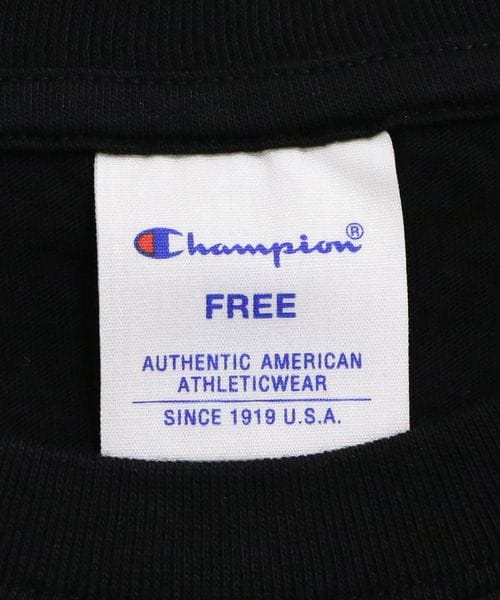 Champion®
FREE
AUTHENTIC AMERICAN
ATHLETICWEAR
SINCE 1919 U.S.A.